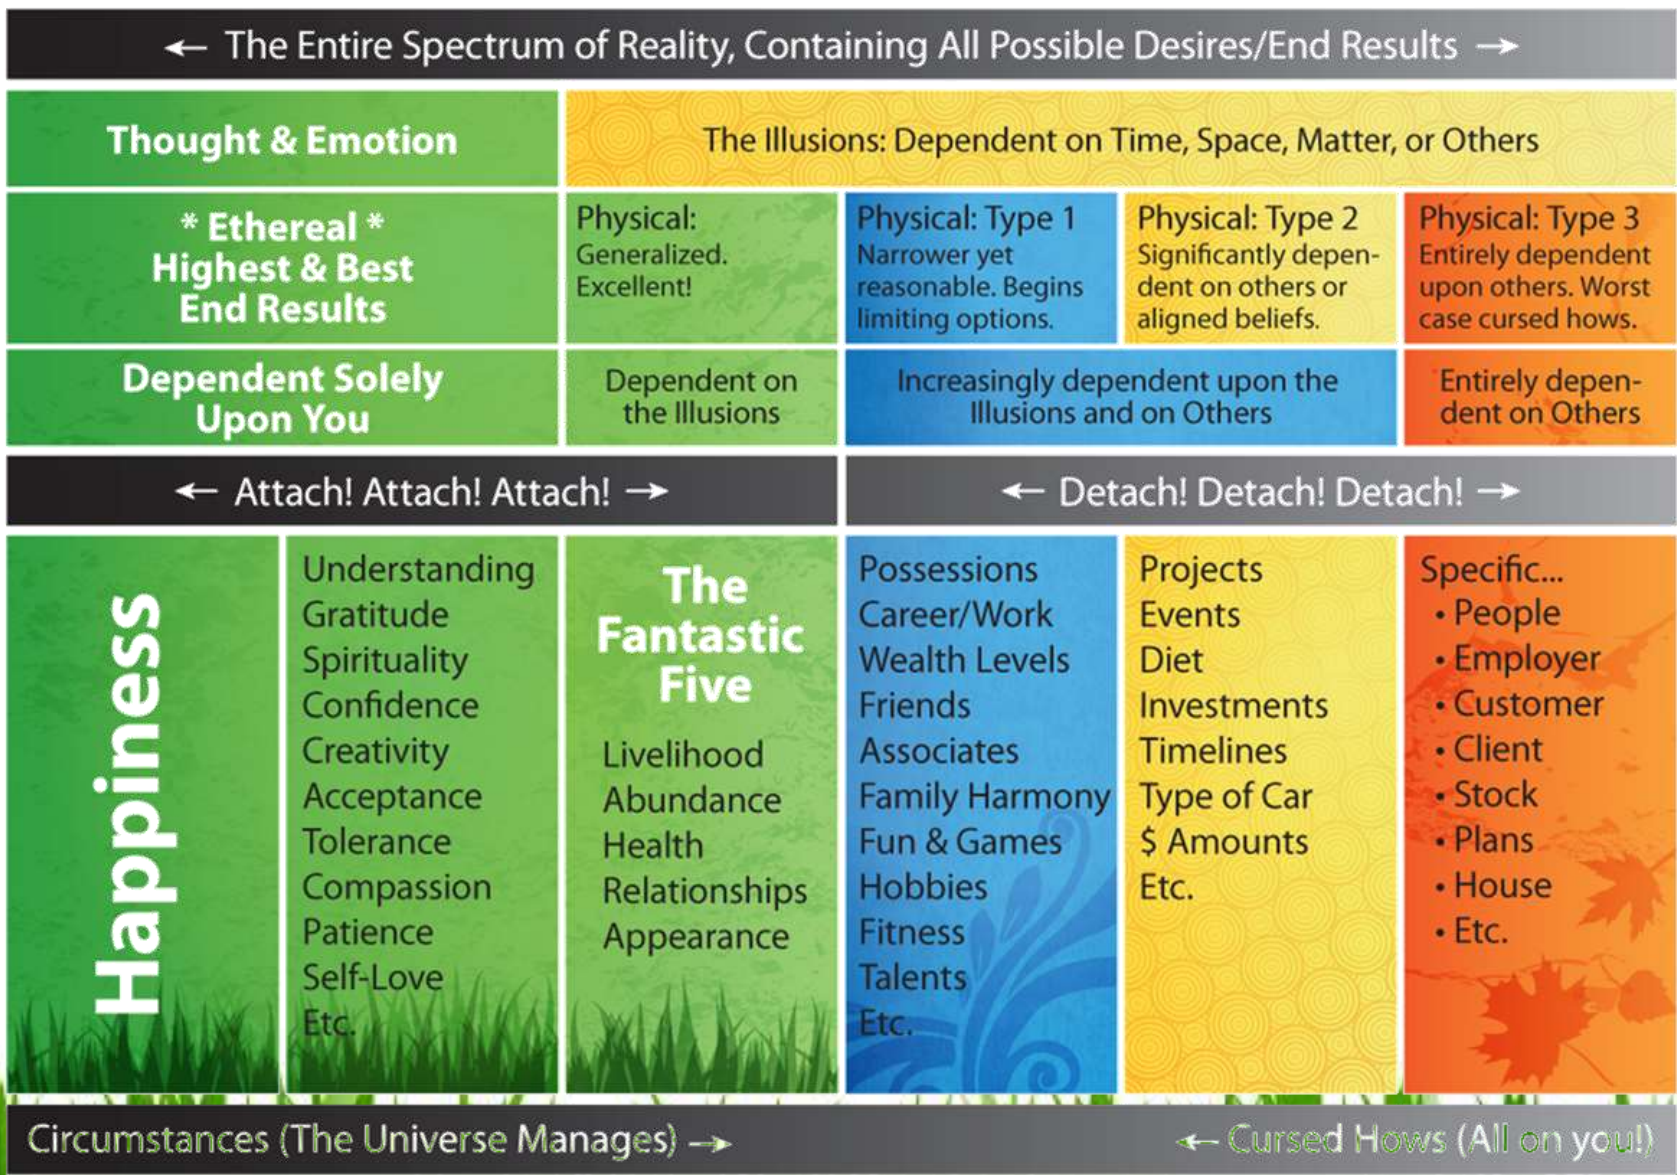 ← The Entire Spectrum of Reality, Containing All Possible Desires/End Results →
Thought & Emotion
The Illusions: Dependent on Time, Space, Matter, or Others
* Ethereal *
Highest & Best
End Results
Physical:
Generalized.
Excellent!
Physical: Type 1
Narrower yet
reasonable. Begins
limiting options.
Physical: Type 2
Significantly depen-
dent on others or
aligned beliefs.
Physical: Type 3
Entirely dependent
upon others. Worst
case cursed hows.
Dependent Solely
Upon You
Dependent on
the Illusions
Increasingly dependent upon the
Illusions and on Others
Entirely depen-
dent on Others
← Attach! Attach! Attach! →
← Detach! Detach! Detach! →
Happiness
Understanding
Gratitude
Spirituality
Confidence
Creativity
Acceptance
Tolerance
Compassion
Patience
Self-Love
Etc.
The
Fantastic
Five
Livelihood
Abundance
Health
Relationships
Appearance
Possessions
Career/Work
Wealth Levels
Friends
Associates
Family Harmony
Fun & Games
Hobbies
Fitness
Talents
Etc.
Projects
Events
Diet
Investments
Timelines
Type of Car
$ Amounts
Etc.
Specific...
• People
• Employer
• Customer
• Client
• Stock
• Plans
• House
• Etc.
Circumstances (The Universe Manages) →
← Cursed Hows (All on you!)